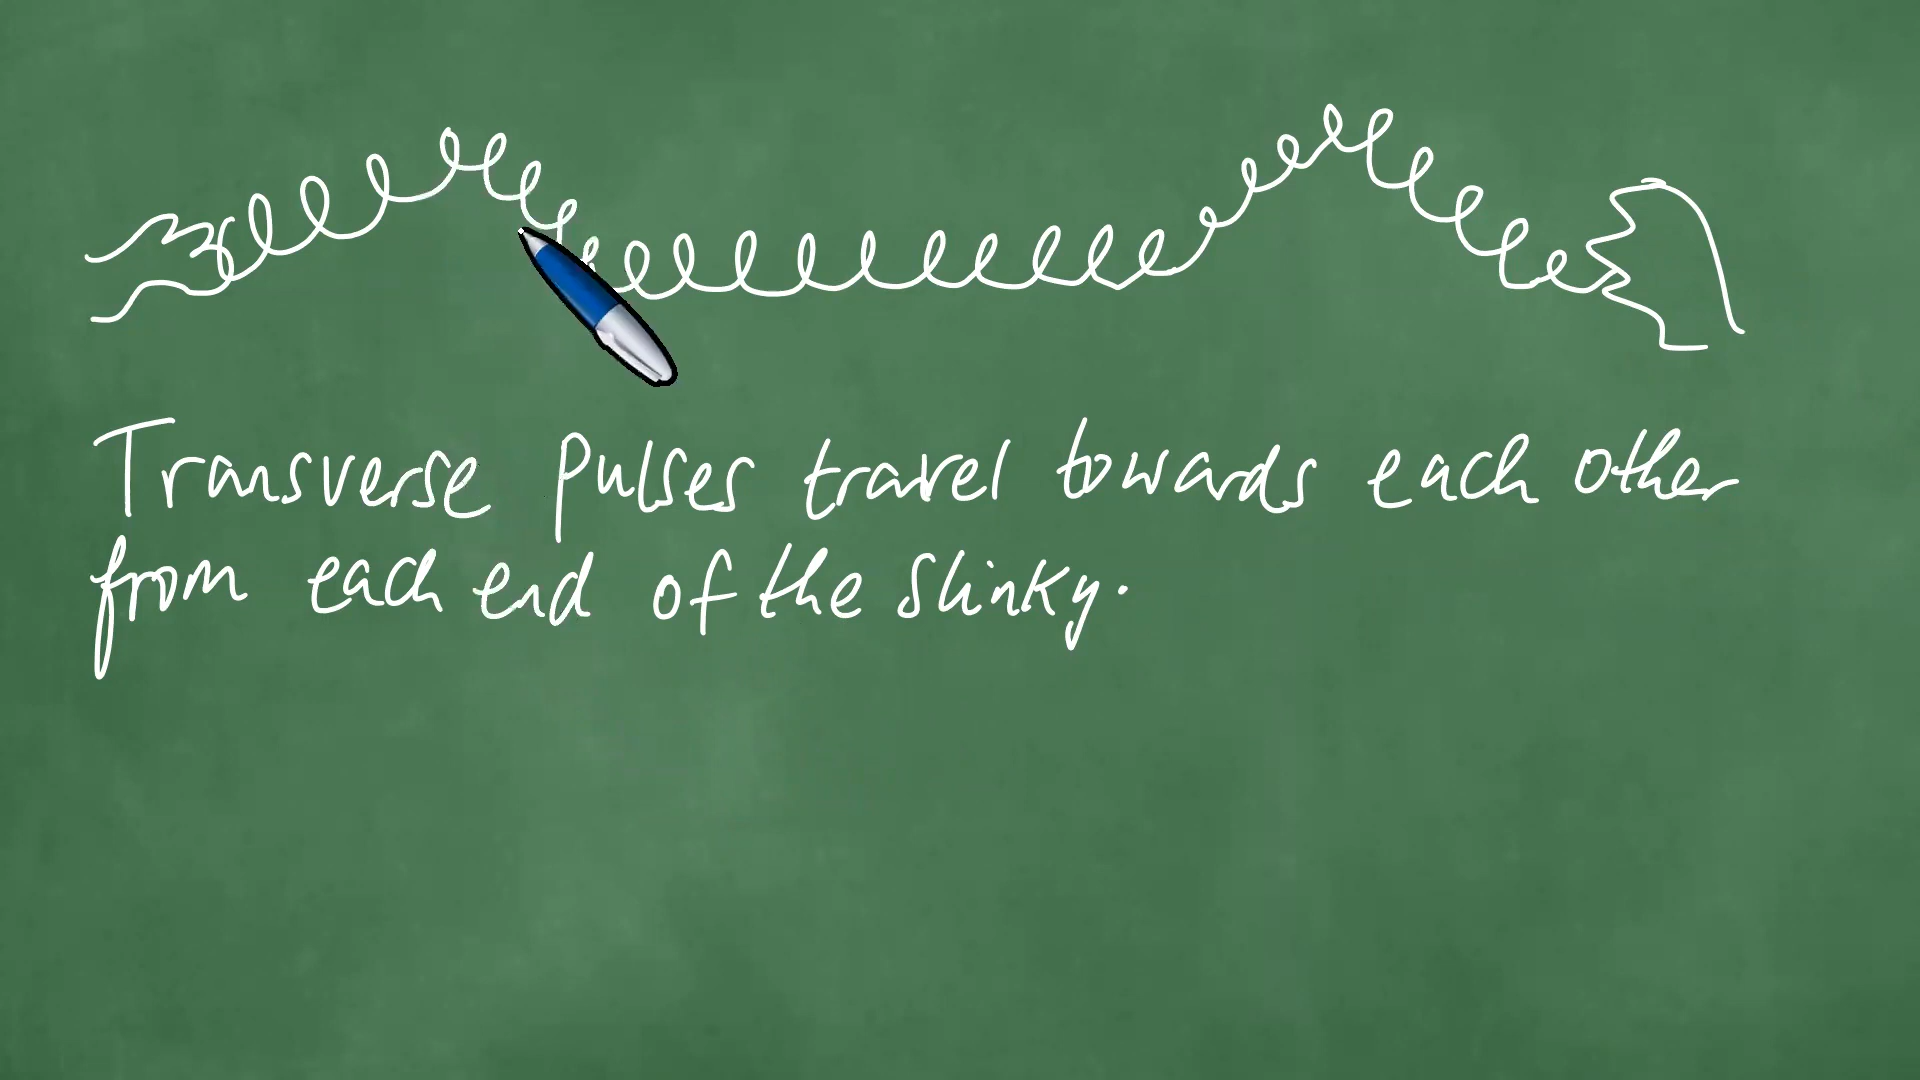 Transverse pulses travel towards each other
from each end of the slinky.